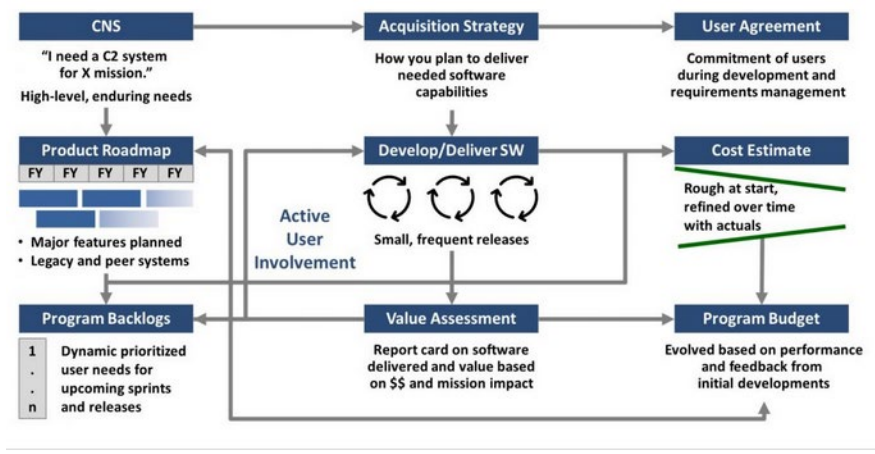 CNS
Acquisition Strategy
User Agreement
“I need a C2 system
for X mission.”
High-level, enduring needs
How you plan to deliver
needed software
capabilities
Commitment of users
during development and
requirements management
Product Roadmap
FY FY FY FY FY
• Major features planned
• Legacy and peer systems
Develop/Deliver SW
Small, frequent releases
Cost Estimate
Rough at start,
refined over time
with actuals
Active
User
Involvement
Program Backlogs
1
.
.
n
Dynamic prioritized
user needs for
upcoming sprints
and releases
Value Assessment
Report card on software
delivered and value based
on $$ and mission impact
Program Budget
Evolved based on performance
and feedback from
initial developments